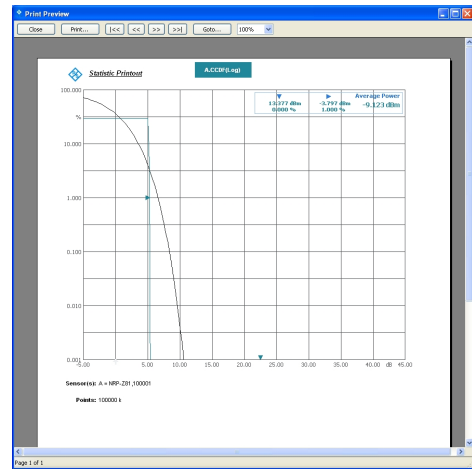 Print Preview
Close Print... |<< << >> >>| Goto... 100%
Statistic Printout
A.CCDF(Log)
Average Power
13.377 dBm -3.797 dBm -9.123 dBm
0.000 % 1.000 %
100.000
%
10.000
1.000
0.100
0.010
0.001
-5.00 5.00 10.00 15.00 20.00 25.00 30.00 35.00 40.00 dB 45.00
Sensor(s): A = NRP-Z81,100001
Points: 100000 k
Page 1 of 1